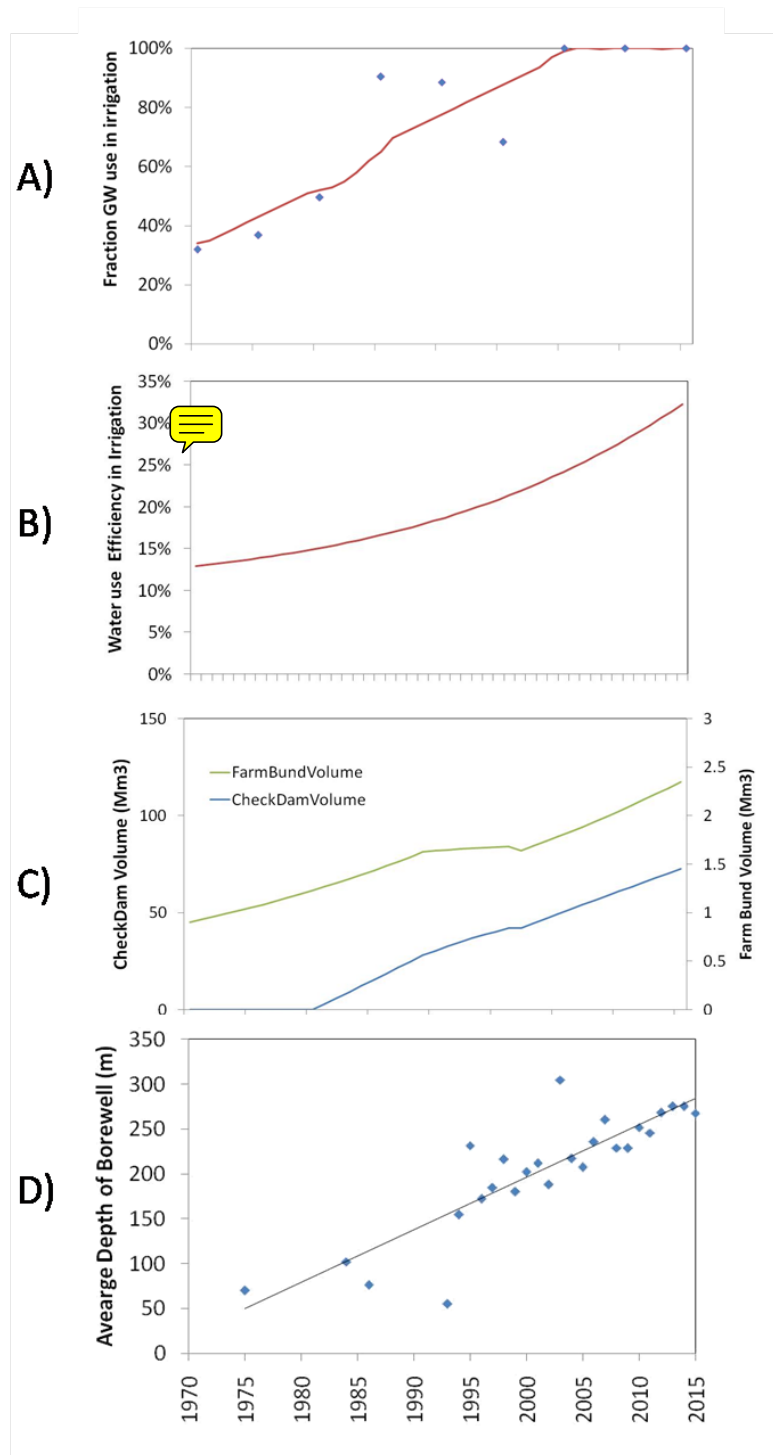 A)
Fraction GW use in irrigation
100%
80%
60%
40%
20%
0%
B)
Water use Efficiency in Irrigation
35%
30%
25%
20%
15%
10%
5%
0%
C)
CheckDam Volume (Mm3)
150
100
50
0
FarmBundVolume
CheckDamVolume
3
2.5
2
1.5
1
0.5
0
Farm Bund Volume (Mm3)
D)
Avearge Depth of Borewell (m)
350
300
250
200
150
100
50
0
1970 1975 1980 1985 1990 1995 2000 2005 2010 2015